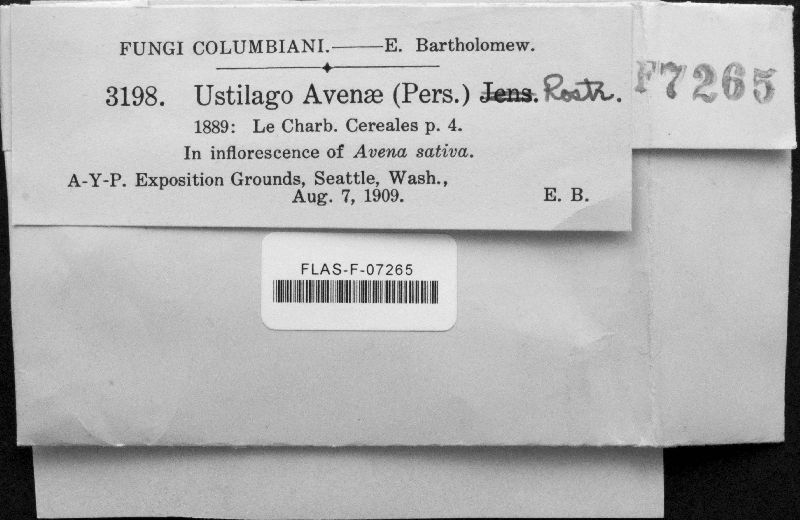 FUNGI COLUMBIANI.——E. Bartholomew.
3198. Ustilago Avenæ (Pers.) Jens. Rostr.
F7265
1889: Le Charb. Cereales p. 4.
In inflorescence of Avena sativa.
A-Y-P. Exposition Grounds, Seattle, Wash.,
Aug. 7, 1909. E. B.
FLAS-F-07265